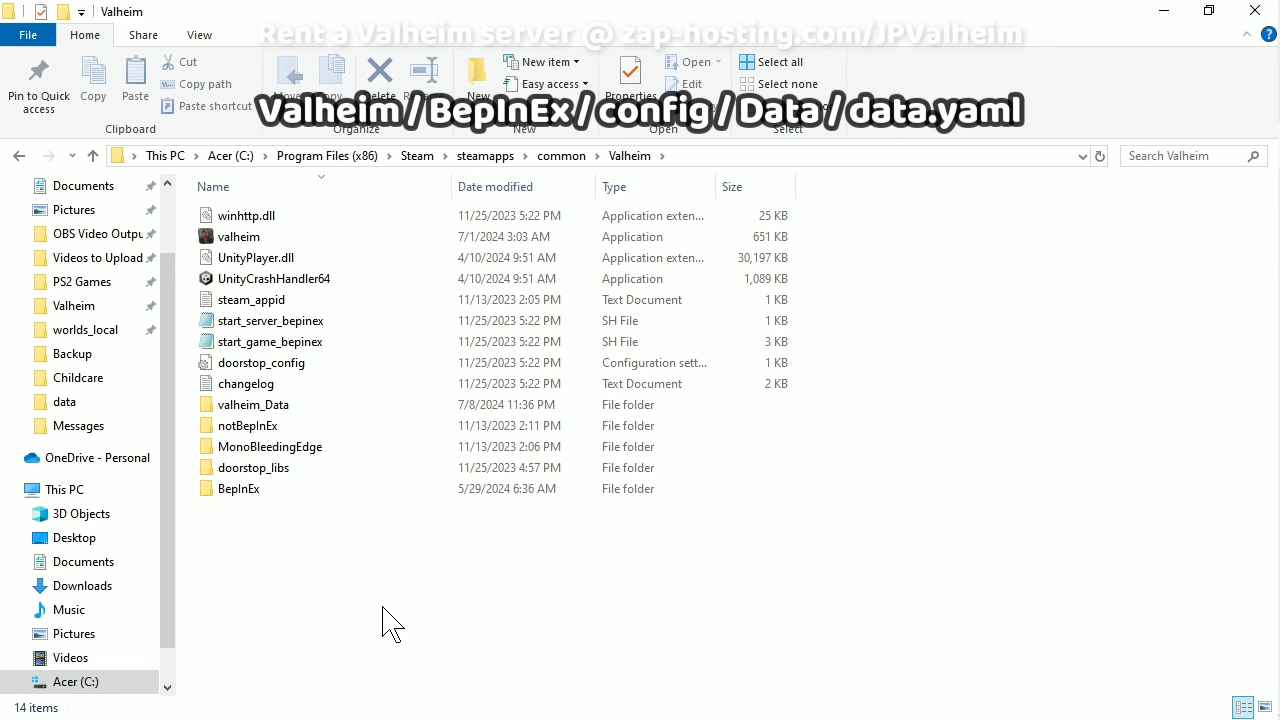 Valheim
File Home Share View
Rent a Valheim server @ zap-hosting.com/JPValheim
Pin to Quick access
Copy
Paste
Cut
Copy path
Paste shortcut
Clipboard
Organize
New item
Easy access
New
Properties
Open
Edit
Open
Select all
Select none
Select
Valheim / BepInEx / config / Data / data.yaml
This PC > Acer (C:) > Program Files (x86) > Steam > steamapps > common > Valheim >
Search Valheim
Documents
Pictures
OBS Video Outpu
Videos to Upload
PS2 Games
Valheim
worlds_local
Backup
Childcare
data
Messages
OneDrive - Personal
This PC
3D Objects
Desktop
Documents
Downloads
Music
Pictures
Videos
Acer (C:)
Name Date modified Type Size
winhttp.dll 11/25/2023 5:22 PM Application exten... 25 KB
valheim 7/1/2024 3:03 AM Application 651 KB
UnityPlayer.dll 4/10/2024 9:51 AM Application exten... 30,197 KB
UnityCrashHandler64 4/10/2024 9:51 AM Application 1,089 KB
steam_appid 11/13/2023 2:05 PM Text Document 1 KB
start_server_bepinex 11/25/2023 5:22 PM SH File 1 KB
start_game_bepinex 11/25/2023 5:22 PM SH File 3 KB
doorstop_config 11/25/2023 5:22 PM Configuration sett... 1 KB
changelog 11/25/2023 5:22 PM Text Document 2 KB
valheim_Data 7/8/2024 11:36 PM File folder
notBepInEx 11/13/2023 2:11 PM File folder
MonoBleedingEdge 11/13/2023 2:06 PM File folder
doorstop_libs 11/25/2023 4:57 PM File folder
BepInEx 5/29/2024 6:36 AM File folder
14 items